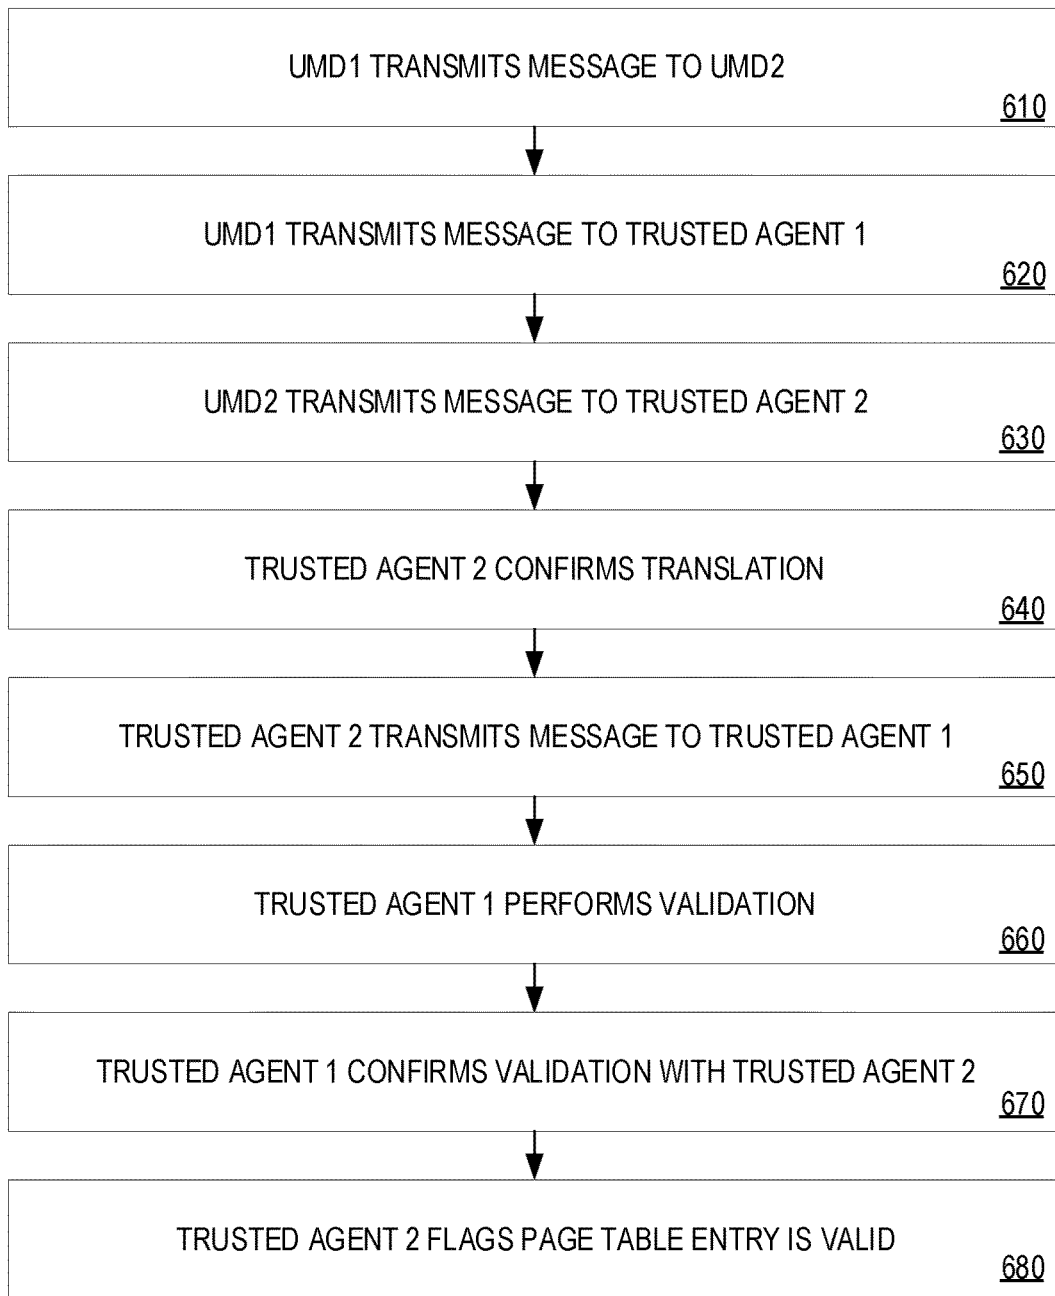 UMD1 TRANSMITS MESSAGE TO UMD2
610
UMD1 TRANSMITS MESSAGE TO TRUSTED AGENT 1
620
UMD2 TRANSMITS MESSAGE TO TRUSTED AGENT 2
630
TRUSTED AGENT 2 CONFIRMS TRANSLATION
640
TRUSTED AGENT 2 TRANSMITS MESSAGE TO TRUSTED AGENT 1
650
TRUSTED AGENT 1 PERFORMS VALIDATION
660
TRUSTED AGENT 1 CONFIRMS VALIDATION WITH TRUSTED AGENT 2
670
TRUSTED AGENT 2 FLAGS PAGE TABLE ENTRY IS VALID
680